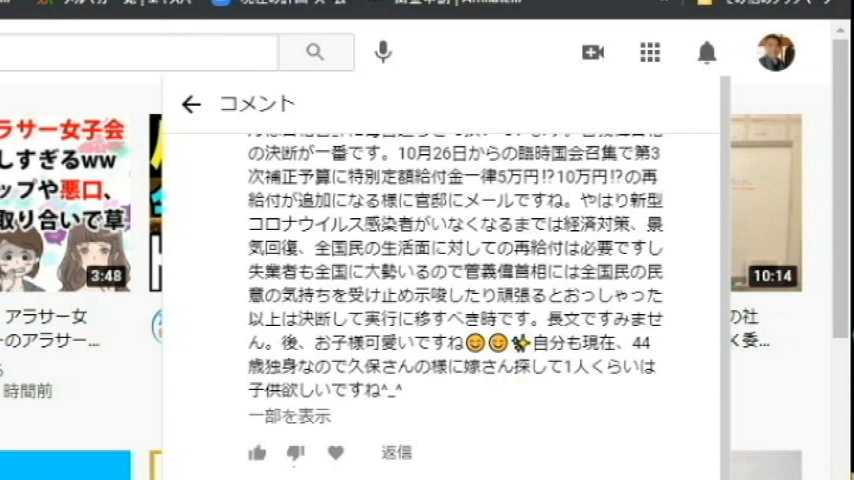 コメント
の決断が一番です。10月26日からの臨時国会召集で第3
次補正予算に特別定額給付金一律5万円⁉10万円⁉の再
給付が追加になる様に官邸にメールですね。やはり新型
コロナウイルス感染者がいなくなるまでは経済対策、景
気回復、全国民の生活面に対しての再給付は必要ですし
失業者も全国に大勢いるので菅義偉首相には全国民の民
意の気持ちを受け止め示唆したり頑張るとおっしゃった
以上は決断して実行に移すべき時です。長文ですみませ
ん。後、お子様可愛いですね😊😊✨自分も現在、44
歳独身なので久保さんの様に嫁さん探して1人くらいは
子供欲しいですね^_^
一部を表示
返信
ラサー女子会
しすぎるww
ップや悪口、
取り合いで草
3:48
アラサー女
ーのアラサー...
時間前
10:14
の社
く委...